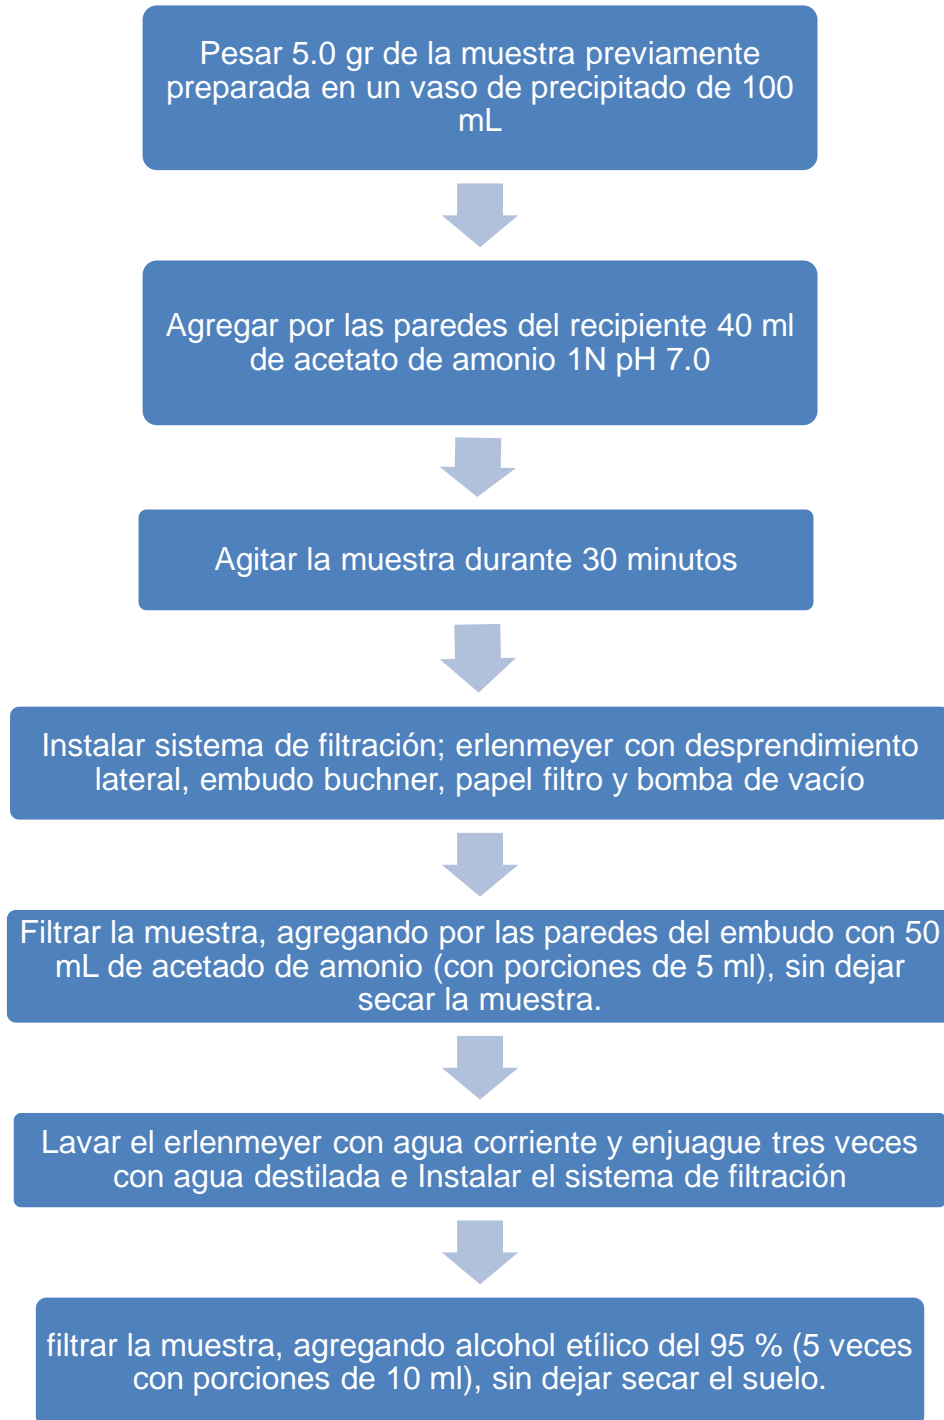 Pesar 5.0 gr de la muestra previamente
preparada en un vaso de precipitado de 100
mL
Agregar por las paredes del recipiente 40 ml
de acetato de amonio 1N pH 7.0
Agitar la muestra durante 30 minutos
Instalar sistema de filtración; erlenmeyer con desprendimiento
lateral, embudo buchner, papel filtro y bomba de vacío
Filtrar la muestra, agregando por las paredes del embudo con 50
mL de acetado de amonio (con porciones de 5 ml), sin dejar
secar la muestra.
Lavar el erlenmeyer con agua corriente y enjuague tres veces
con agua destilada e Instalar el sistema de filtración
filtrar la muestra, agregando alcohol etílico del 95 % (5 veces
con porciones de 10 ml), sin dejar secar el suelo.